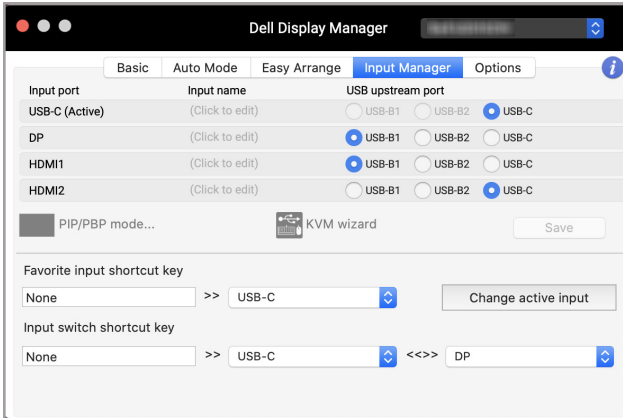 Dell Display Manager
Basic Auto Mode Easy Arrange Input Manager Options i
Input port Input name USB upstream port
USB-C (Active) (Click to edit) USB-B1 USB-B2 USB-C
DP (Click to edit) USB-B1 USB-B2 USB-C
HDMI1 (Click to edit) USB-B1 USB-B2 USB-C
HDMI2 (Click to edit) USB-B1 USB-B2 USB-C
PIP/PBP mode... KVM wizard Save
Favorite input shortcut key
None >> USB-C Change active input
Input switch shortcut key
None >> USB-C <<>> DP